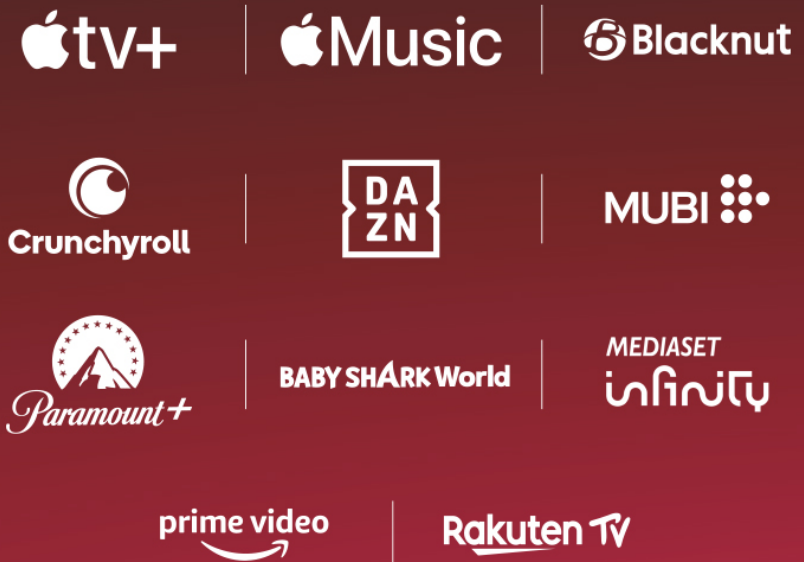 tv+
Music
Blacknut
Crunchyroll
DA
ZN
MUBI
Paramount+
BABY SHARK World
MEDIASET
infinity
prime video
Rakuten TV